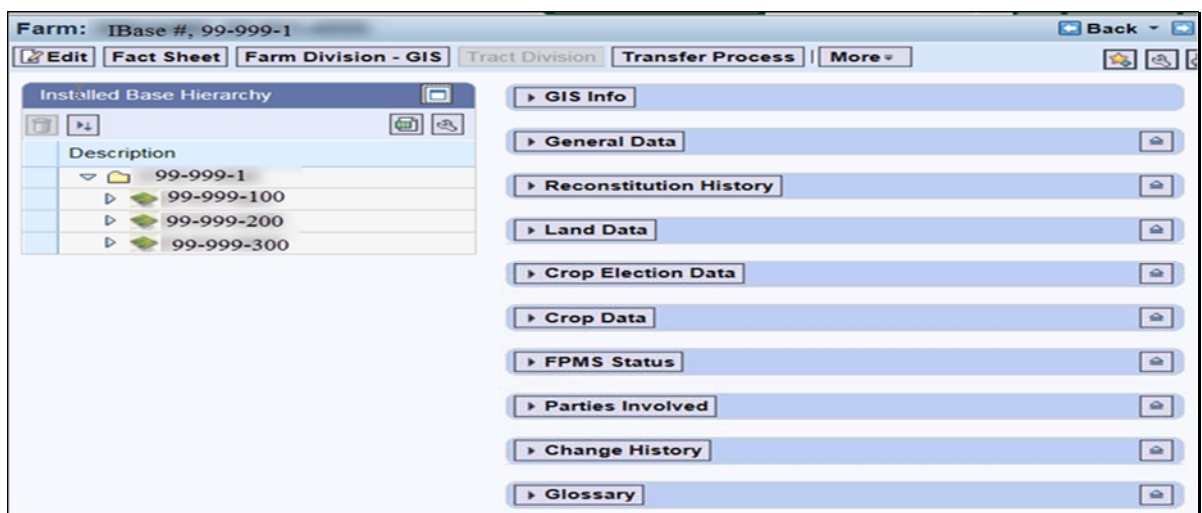 Farm: IBase #, 99-999-1
Back
Edit Fact Sheet Farm Division - GIS Tract Division Transfer Process | More
Installed Base Hierarchy
Description
99-999-1
99-999-100
99-999-200
99-999-300
GIS Info
General Data
Reconstitution History
Land Data
Crop Election Data
Crop Data
FPMS Status
Parties Involved
Change History
Glossary